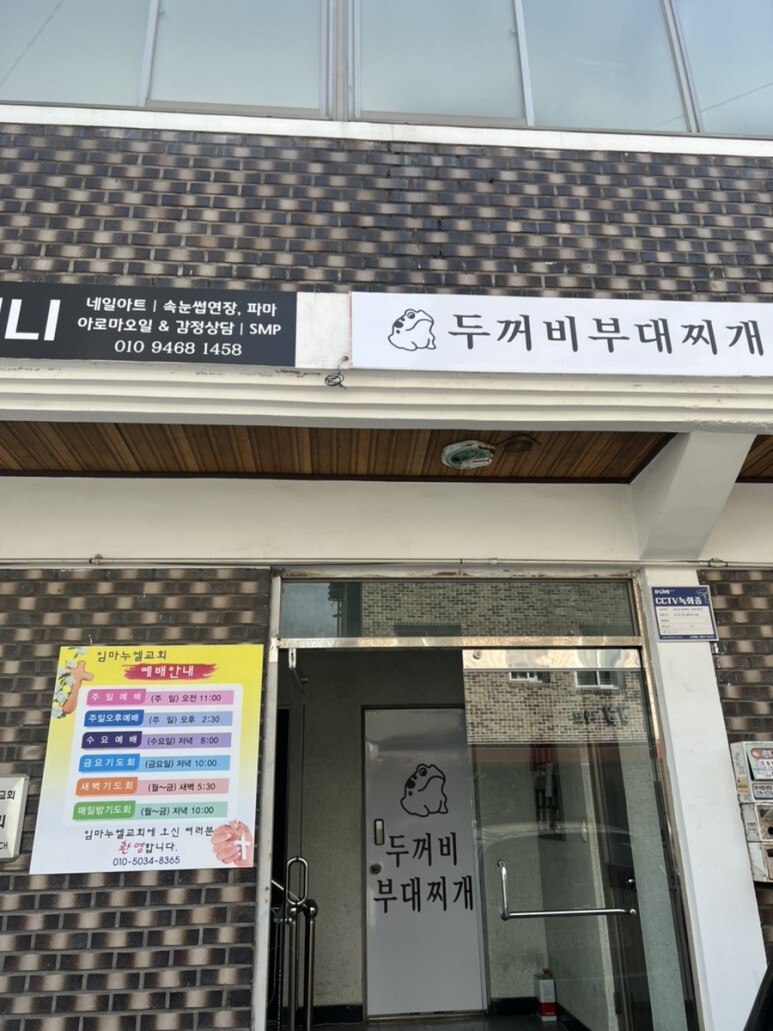 네일아트 | 속눈썹연장, 파마
아로마오일 & 감정상담 | SMP
010 9468 1458
두꺼비부대찌개
CCTV녹화중
임마누엘교회
예배안내
주일예배 (주 일) 오전 11:00
주일오후예배 (주 일) 오후 2:30
수요예배 (수요일) 저녁 8:00
금요기도회 (금요일) 저녁 10:00
새벽기도회 (월~금) 새벽 5:30
매일밤기도회 (월~금) 저녁 10:00
임마누엘교회에 오신 여러분
환영합니다.
010-5034-8365
두꺼비
부대찌개